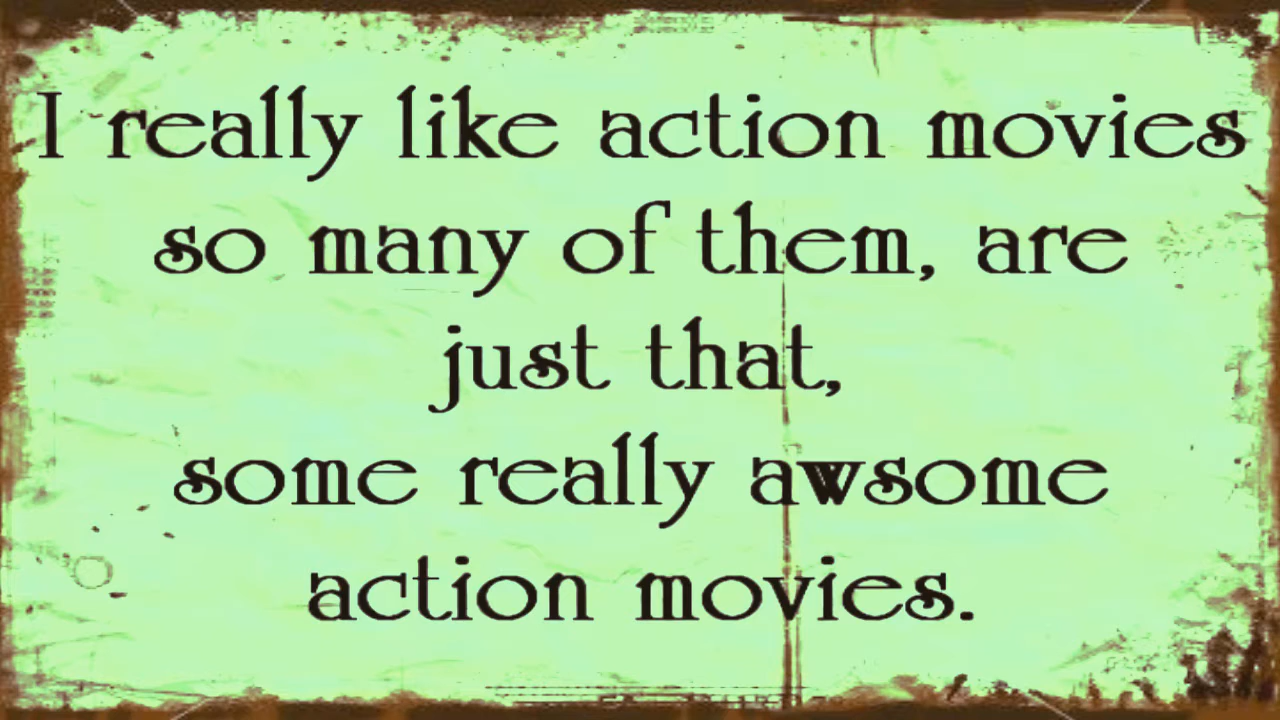 I really like action movies
so many of them, are
just that,
some really awsome
action movies.